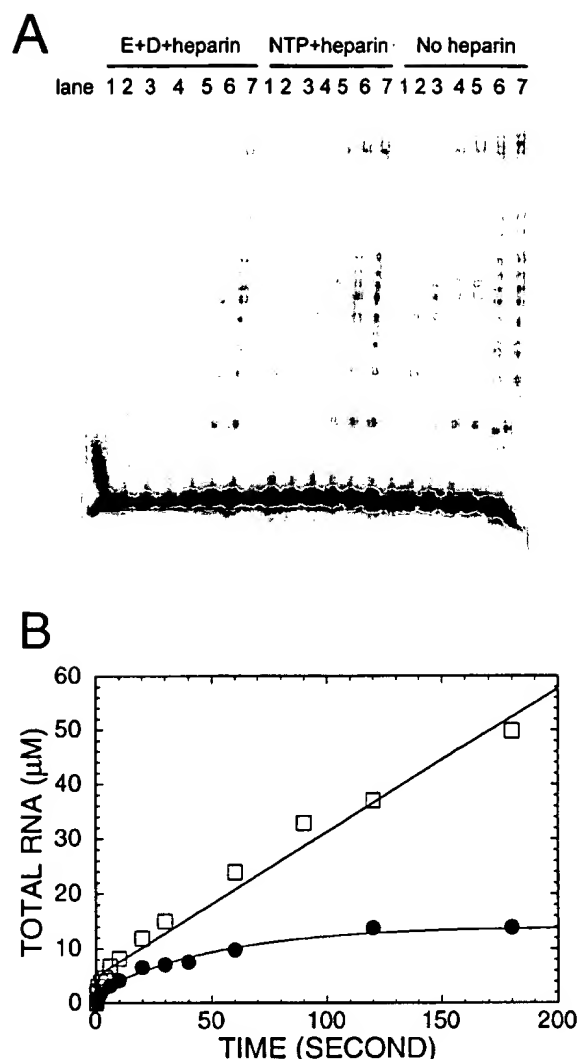 A
E+D+heparin NTP+heparin No heparin
lane 1 2 3 4 5 6 7 1 2 3 4 5 6 7 1 2 3 4 5 6 7
B
60
50
40
30
20
10
0
TOTAL RNA (μM)
0 50 100 150 200
TIME (SECOND)